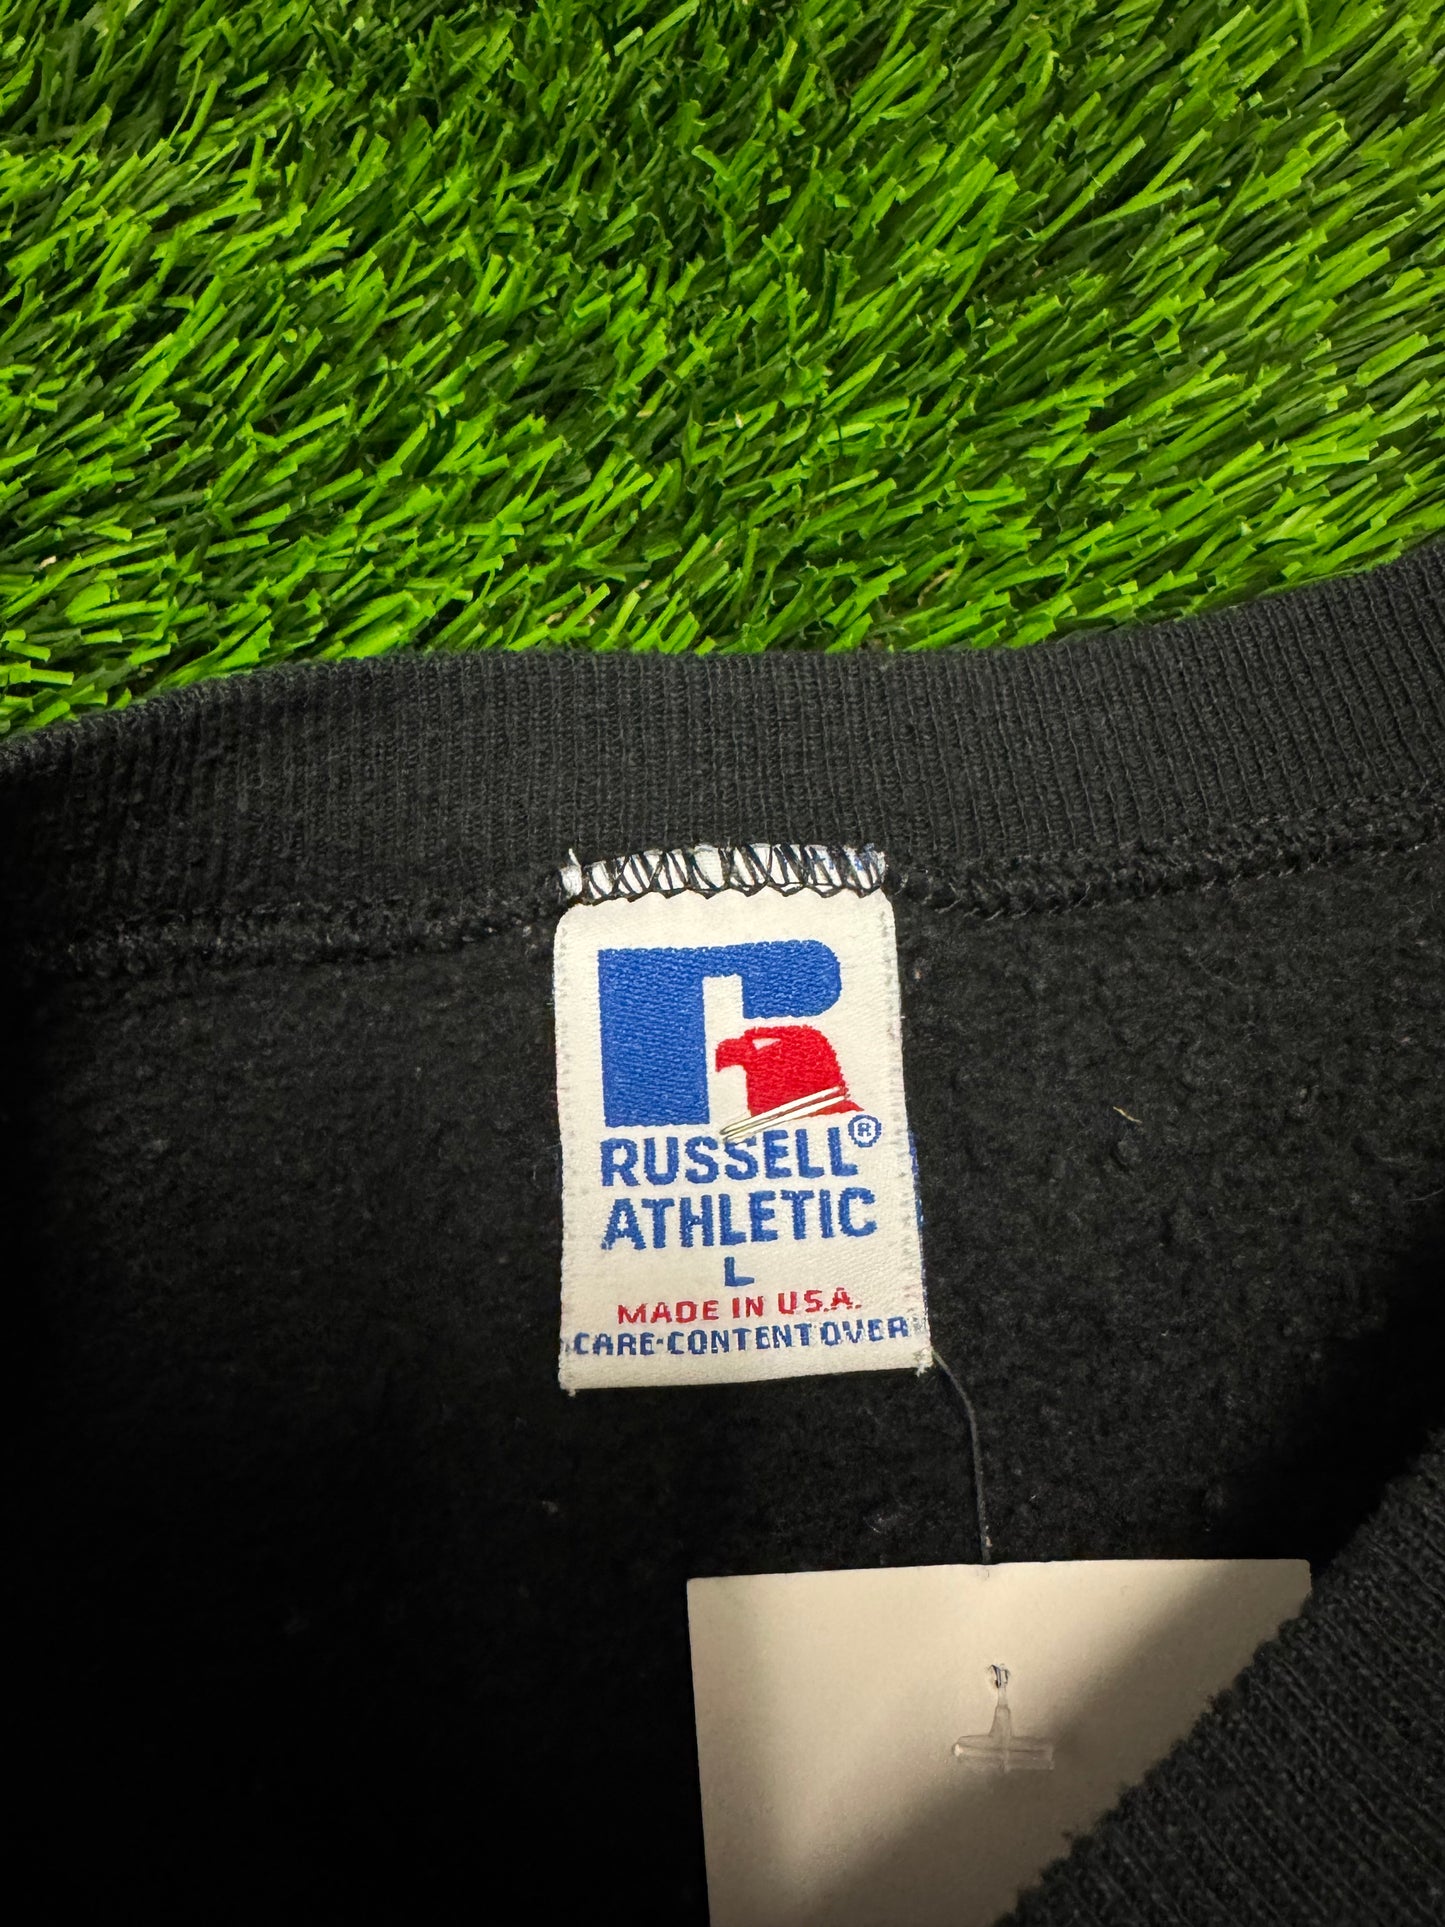 R
RUSSELL®
ATHLETIC
L
MADE IN U.S.A.
CARE·CONTENT OVER